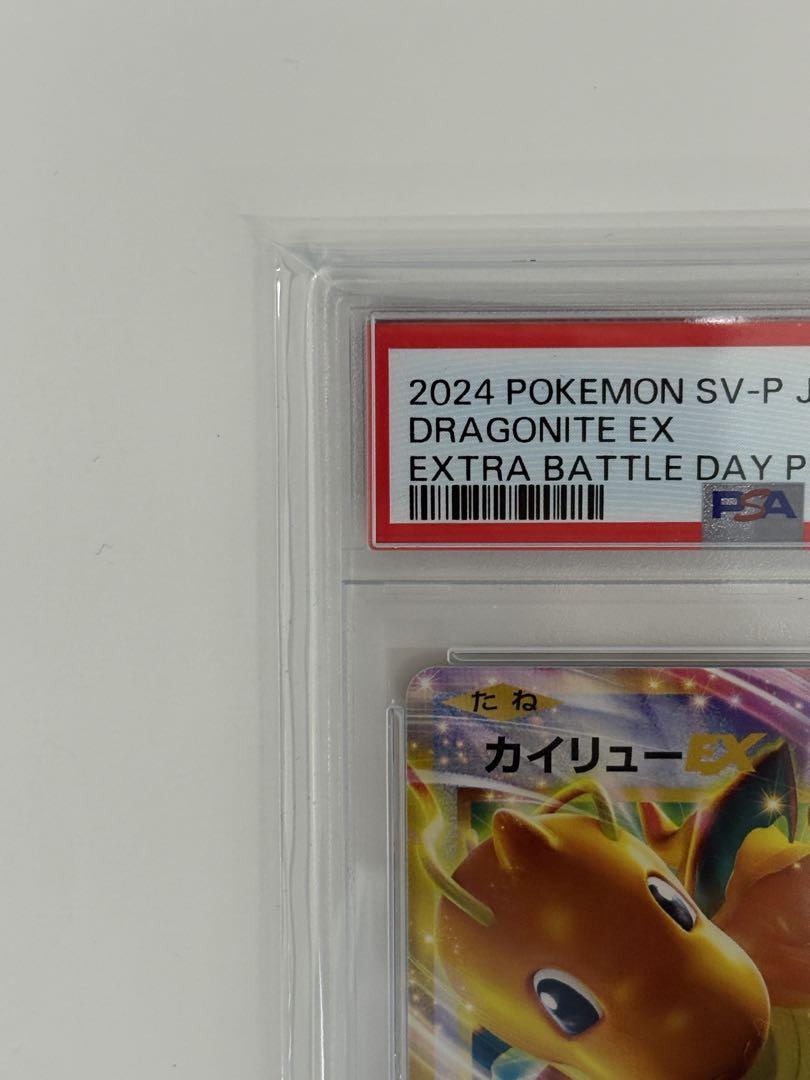 2024 POKEMON SV-P J
DRAGONITE EX
EXTRA BATTLE DAY P
PSA
たね
カイリューEX